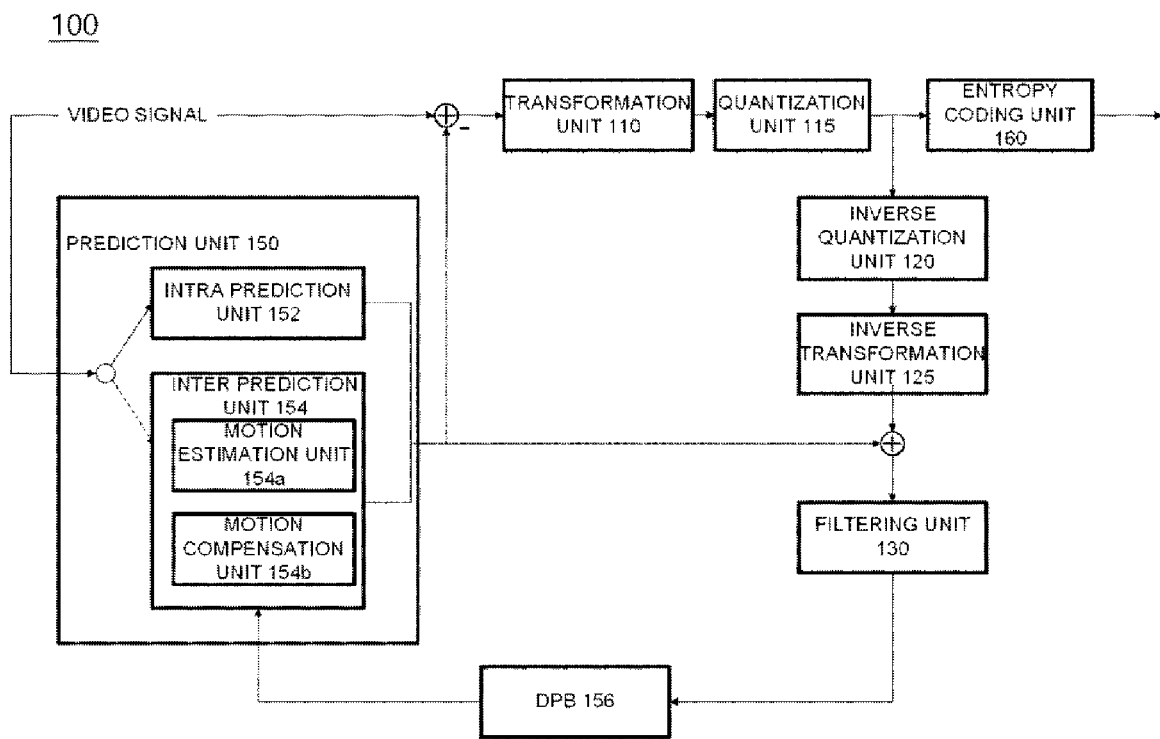 100
VIDEO SIGNAL
-
TRANSFORMATION
UNIT 110
QUANTIZATION
UNIT 115
ENTROPY
CODING UNIT
160
PREDICTION UNIT 150
INTRA PREDICTION
UNIT 152
INTER PREDICTION
UNIT 154
MOTION
ESTIMATION UNIT
154a
MOTION
COMPENSATION
UNIT 154b
INVERSE
QUANTIZATION
UNIT 120
INVERSE
TRANSFORMATION
UNIT 125
FILTERING UNIT
130
DPB 156